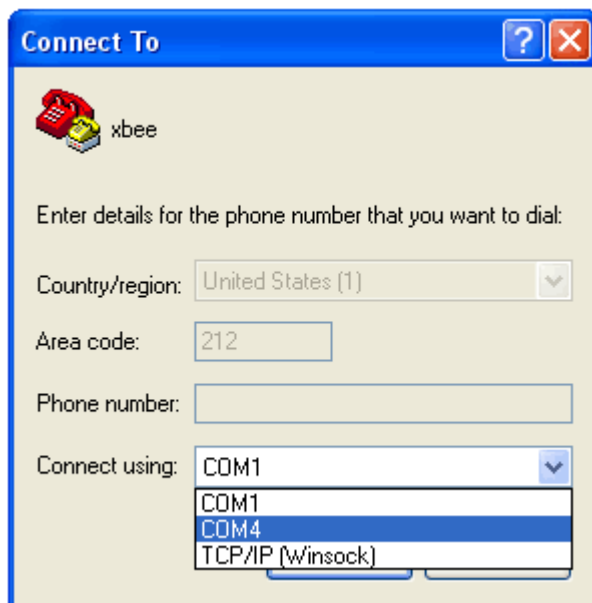 Connect To
xbee
Enter details for the phone number that you want to dial:
Country/region: United States (1)
Area code: 212
Phone number:
Connect using: COM1
COM1
COM4
TCP/IP (Winsock)